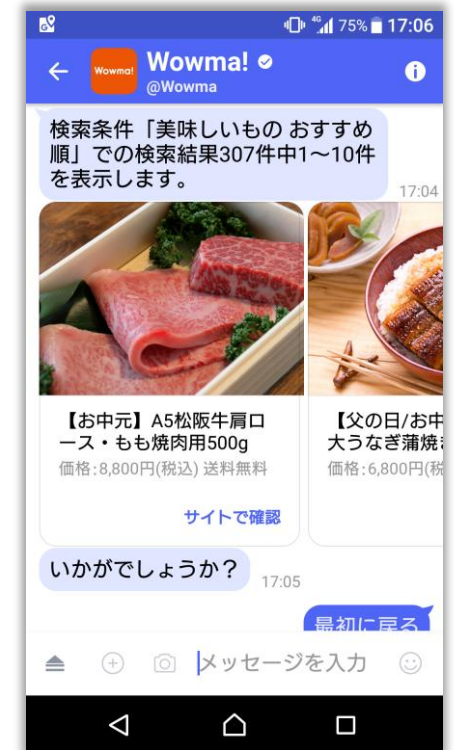 4G 75% 17:06
Wowma!
Wowma!
@Wowma
検索条件「美味しいもの おすすめ
順」での検索結果307件中1～10件
を表示します。
17:04
【お中元】A5松阪牛肩ロ
ース・もも焼肉用500g
価格:8,800円(税込) 送料無料
サイトで確認
【父の日/お中
大うなぎ蒲焼
価格:6,800円(税
いかがでしょうか？
17:05
最初に戻る
メッセージを入力